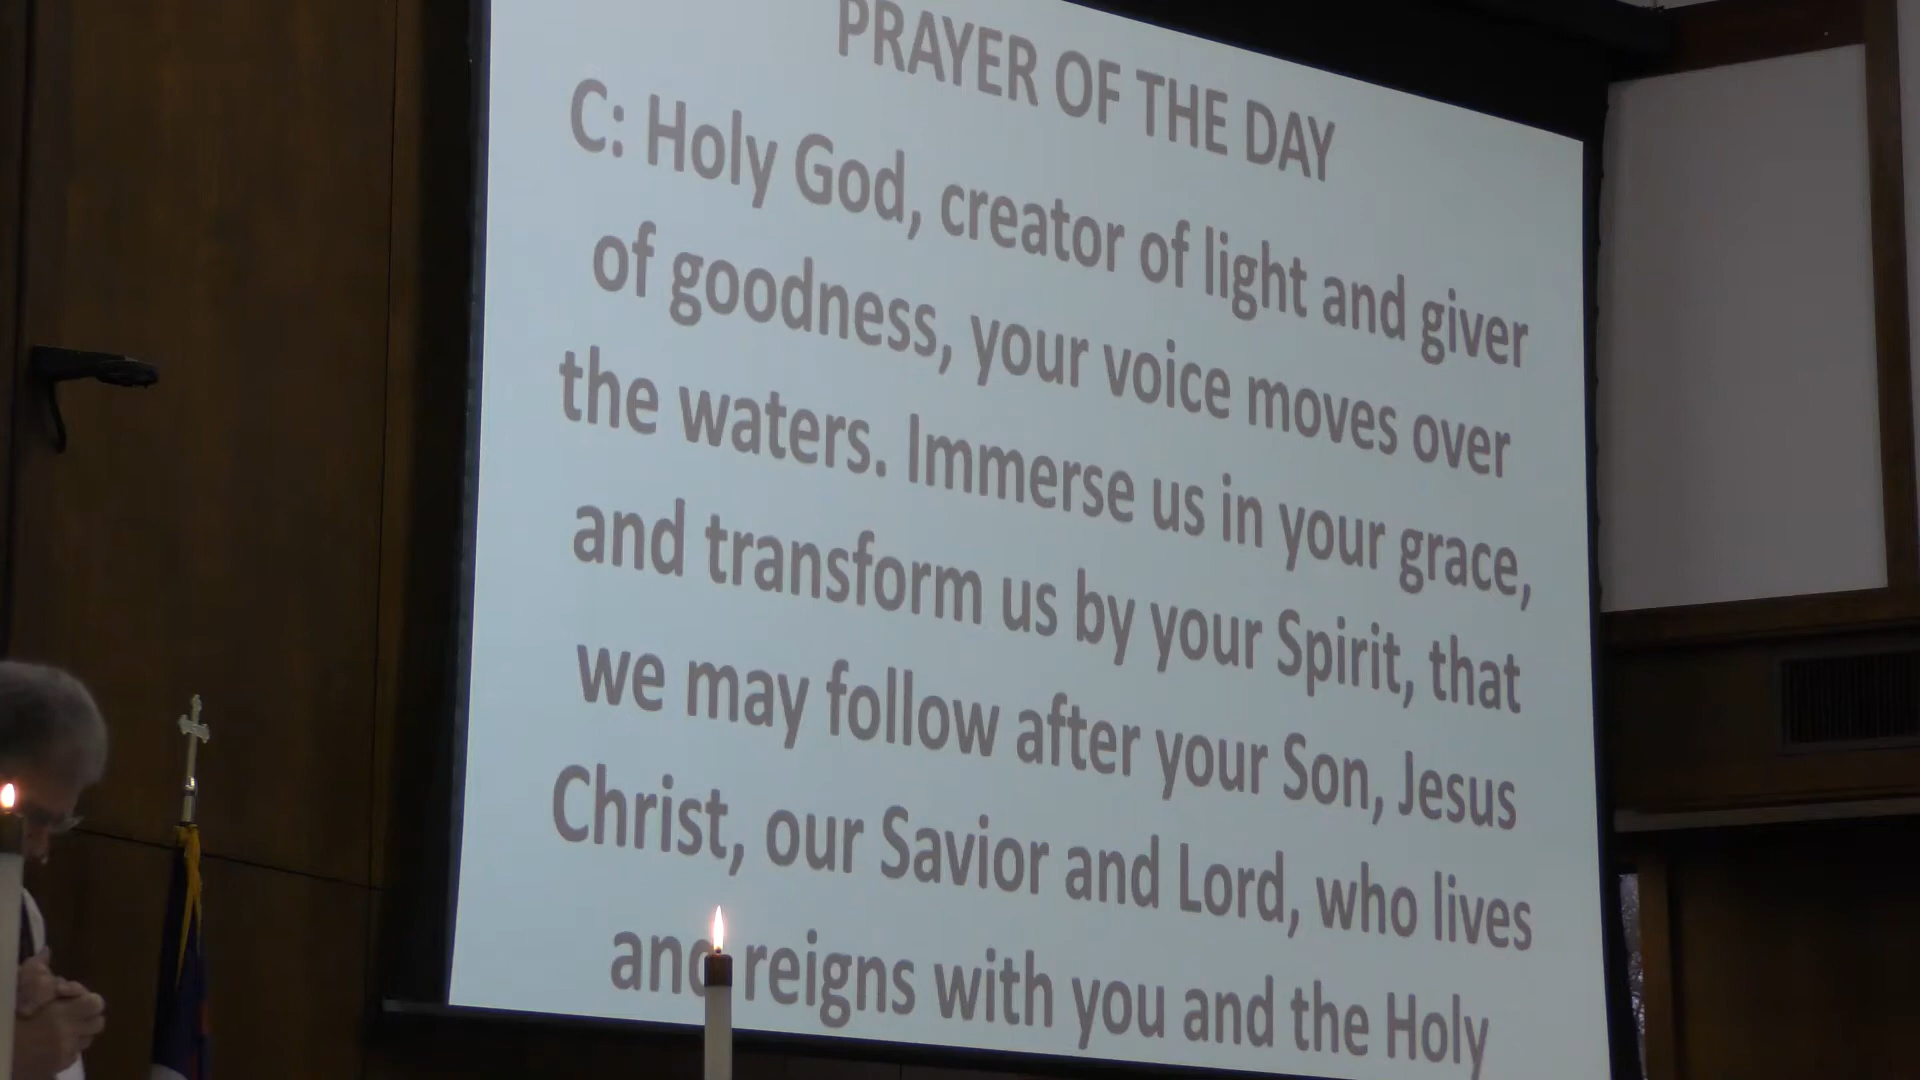 PRAYER OF THE DAY
C: Holy God, creator of light and giver
of goodness, your voice moves over
the waters. Immerse us in your grace,
and transform us by your Spirit, that
we may follow after your Son, Jesus
Christ, our Savior and Lord, who lives
and reigns with you and the Holy